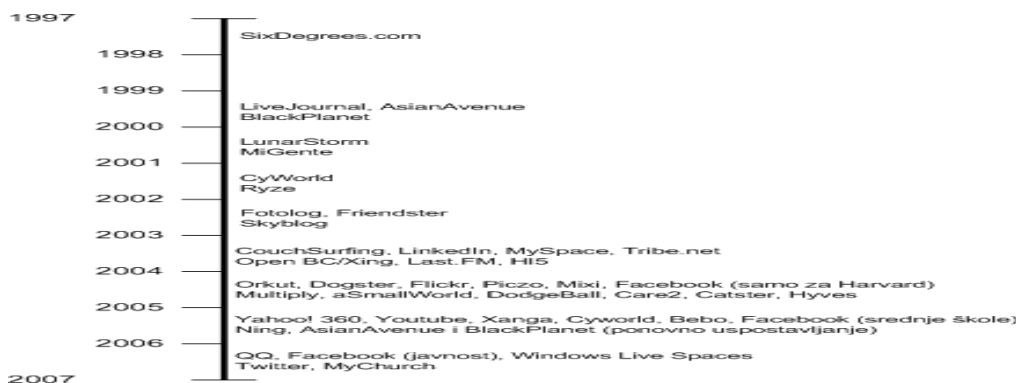 1997
SixDegrees.com
1998
1999
LiveJournal, AsianAvenue
BlackPlanet
2000
LunarStorm
MiGente
2001
CyWorld
Ryze
2002
Fotolog, Friendster
Skyblog
2003
CouchSurfing, LinkedIn, MySpace, Tribe.net
Open BC/Xing, Last.FM, HI5
2004
Orkut, Dogster, Flickr, Piczo, Mixi, Facebook (samo za Harvard)
Multiply, aSmallWorld, DodgeBall, Care2, Catster, Hyves
2005
Yahoo! 360, Youtube, Xanga, Cyworld, Bebo, Facebook (srednje škole)
Ning, AsianAvenue i BlackPlanet (ponovno uspostavljanje)
2006
QQ, Facebook (javnost), Windows Live Spaces
Twitter, MyChurch
2007